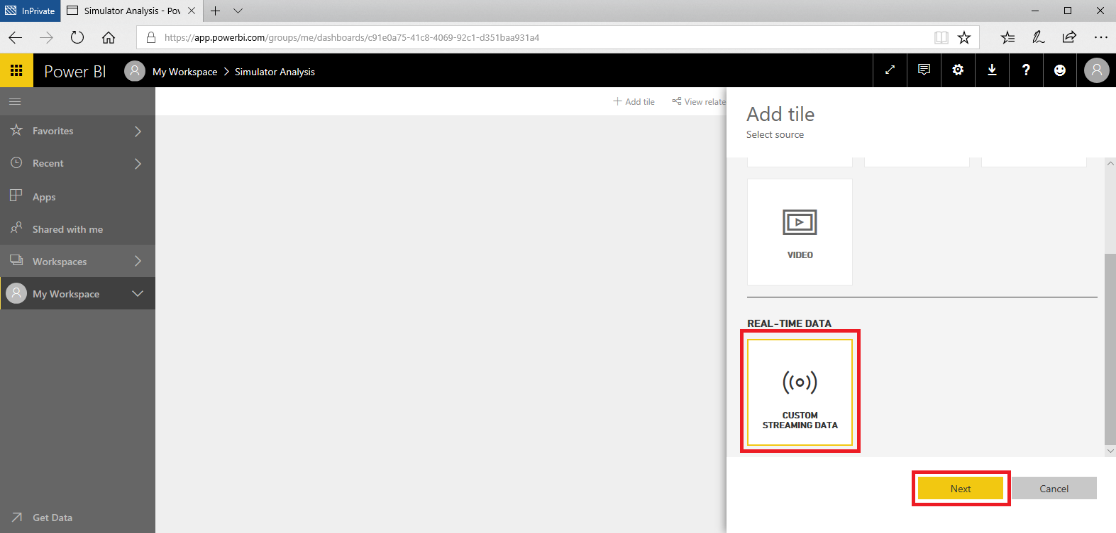 InPrivate
Simulator Analysis - Pow
https://app.powerbi.com/groups/me/dashboards/c91e0a75-41c8-4069-92c1-d351baa931a4
Power BI
My Workspace > Simulator Analysis
+ Add tile
View relate
Favorites
Recent
Apps
Shared with me
Workspaces
My Workspace
Get Data
Add tile
Select source
VIDEO
REAL-TIME DATA
CUSTOM
STREAMING DATA
Next
Cancel